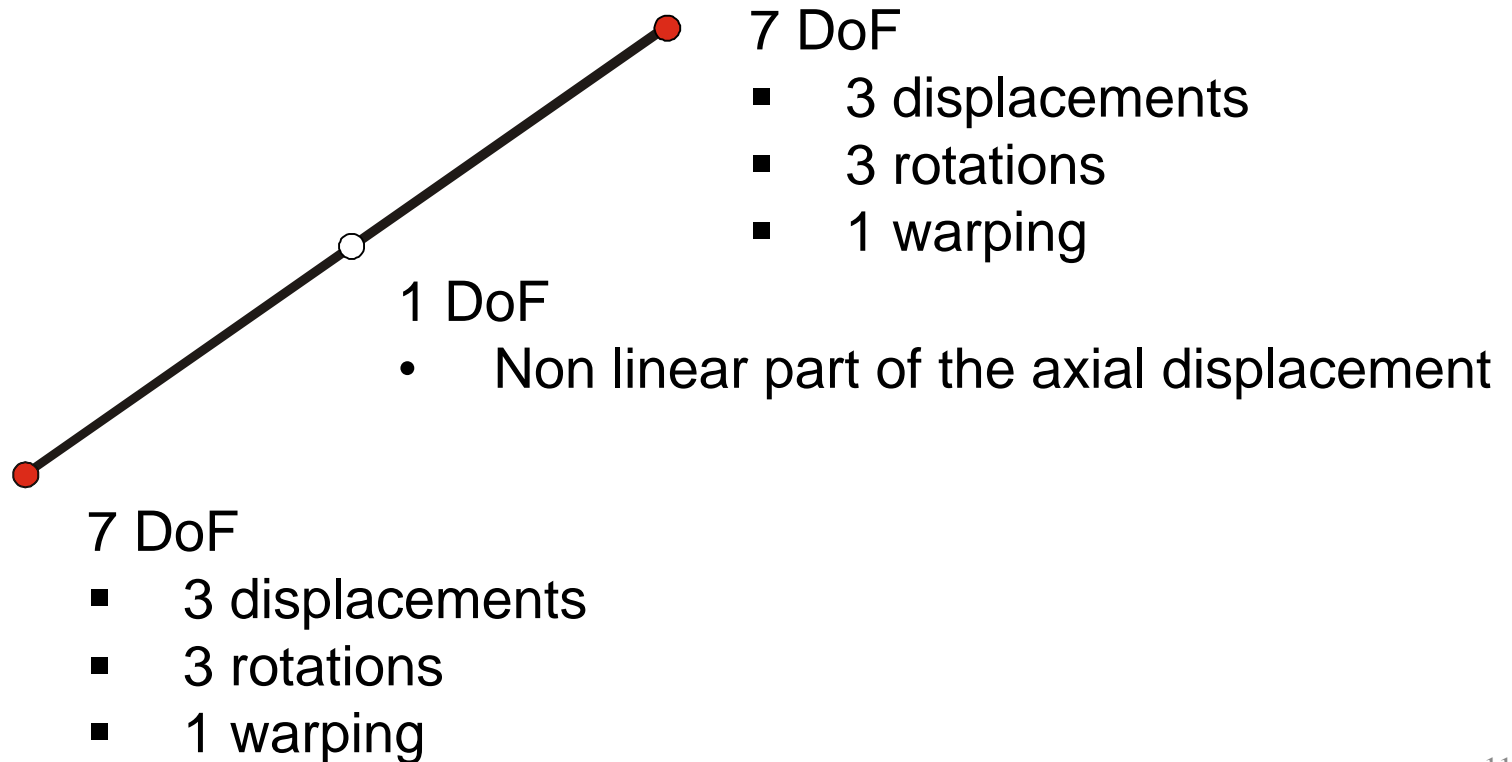 7 DoF
▪ 3 displacements
▪ 3 rotations
▪ 1 warping
1 DoF
• Non linear part of the axial displacement
7 DoF
▪ 3 displacements
▪ 3 rotations
▪ 1 warping